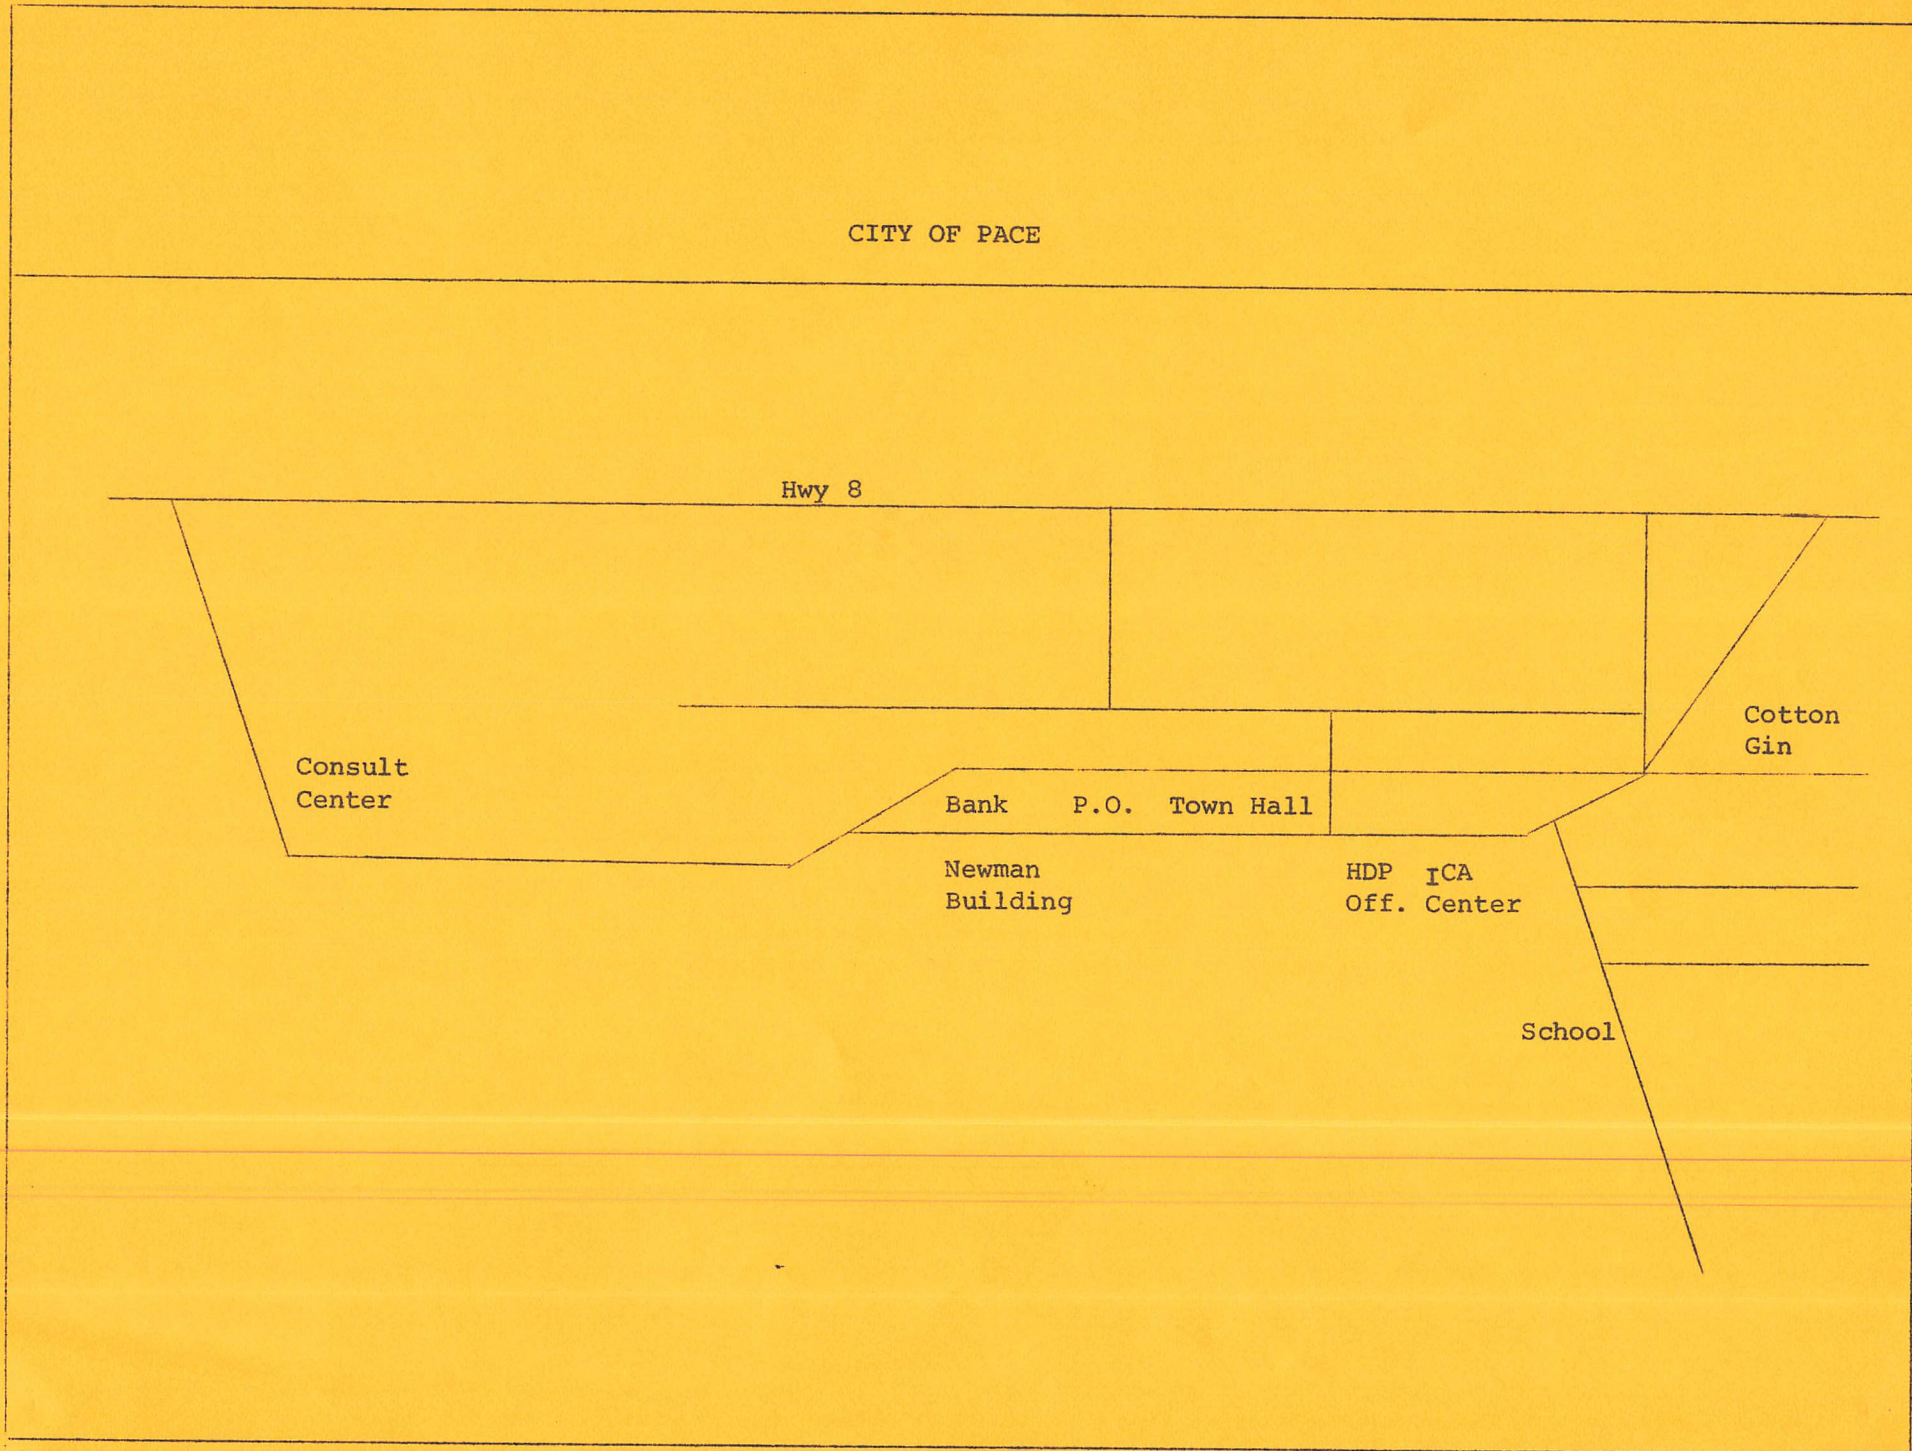 CITY OF PACE
Hwy 8
Cotton
Gin
Consult
Center
Bank P.O. Town Hall
Newman
Building
HDP ICA
Off. Center
School